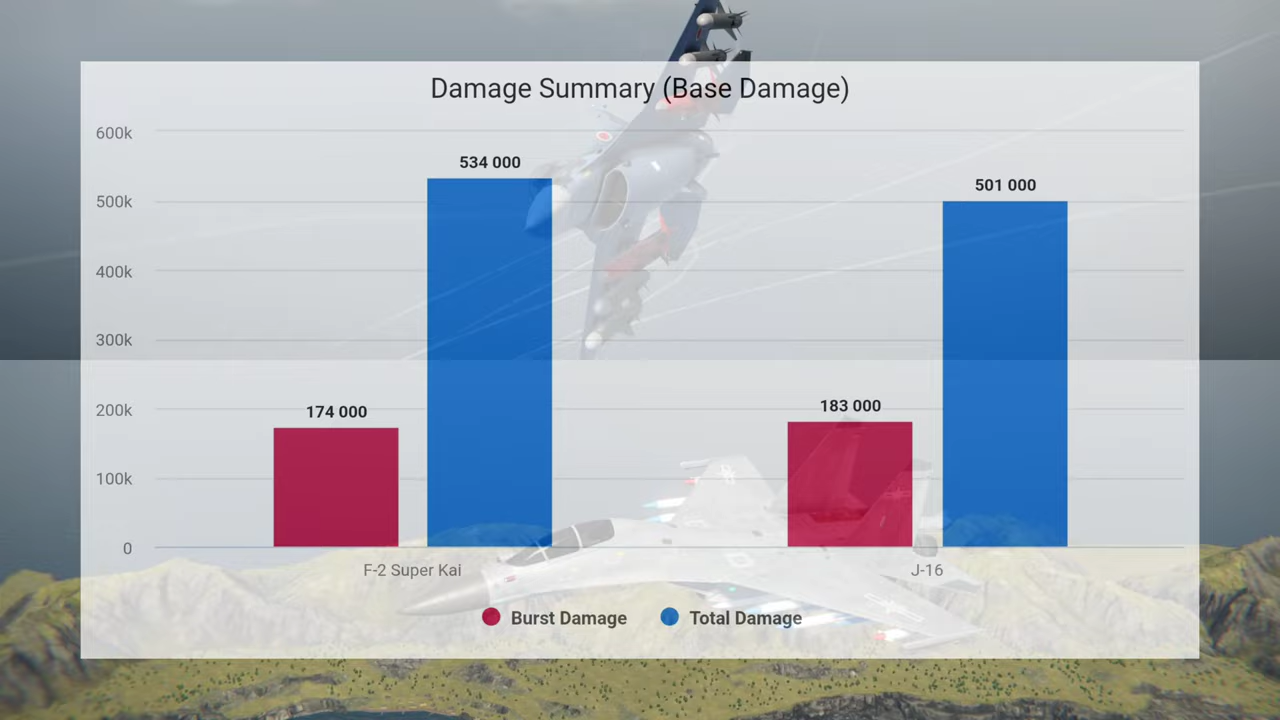 Damage Summary (Base Damage)
600k
534 000
501 000
500k
400k
300k
200k
174 000
183 000
100k
0
F-2 Super Kai
J-16
Burst Damage
Total Damage